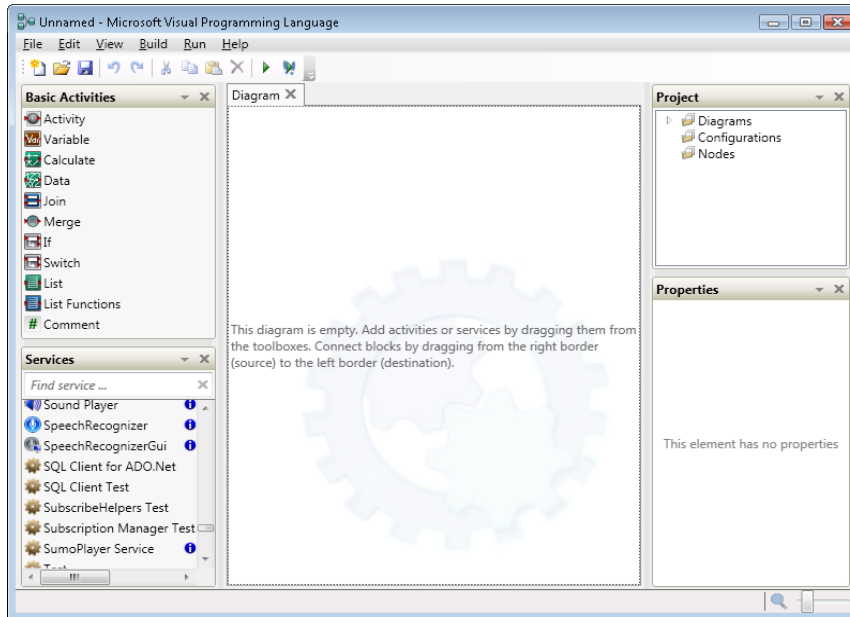 Unnamed - Microsoft Visual Programming Language
File Edit View Build Run Help
Basic Activities
Activity
Variable
Calculate
Data
Join
Merge
If
Switch
List
List Functions
# Comment
Services
Find service ...
Sound Player
SpeechRecognizer
SpeechRecognizerGui
SQL Client for ADO.Net
SQL Client Test
SubscribeHelpers Test
Subscription Manager Test
SumoPlayer Service
Diagram
This diagram is empty. Add activities or services by dragging them from
the toolboxes. Connect blocks by dragging from the right border
(source) to the left border (destination).
Project
Diagrams
Configurations
Nodes
Properties
This element has no properties